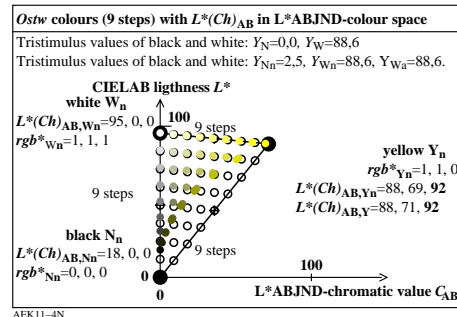 Ostw colours (9 steps) with L*(Ch)AB in L*ABJND-colour space
Tristimulus values of black and white: YN=0,0, YW=88,6
Tristimulus values of black and white: YNn=2,5, YWn=88,6, YWa=88,6.
CIELAB ligthness L*
white Wn
100
L*(Ch)AB,Wn=95, 0, 0
rgb*Wn=1, 1, 1
9 steps
yellow Yn
rgb*Yn=1, 1, 0
L*(Ch)AB,Yn=88, 69, 92
L*(Ch)AB,Y=88, 71, 92
9 steps
black Nn
L*(Ch)AB,Nn=18, 0, 0
rgb*Nn=0, 0, 0
9 steps
0
0
100
L*ABJND-chromatic value CAB
AEK11-4N